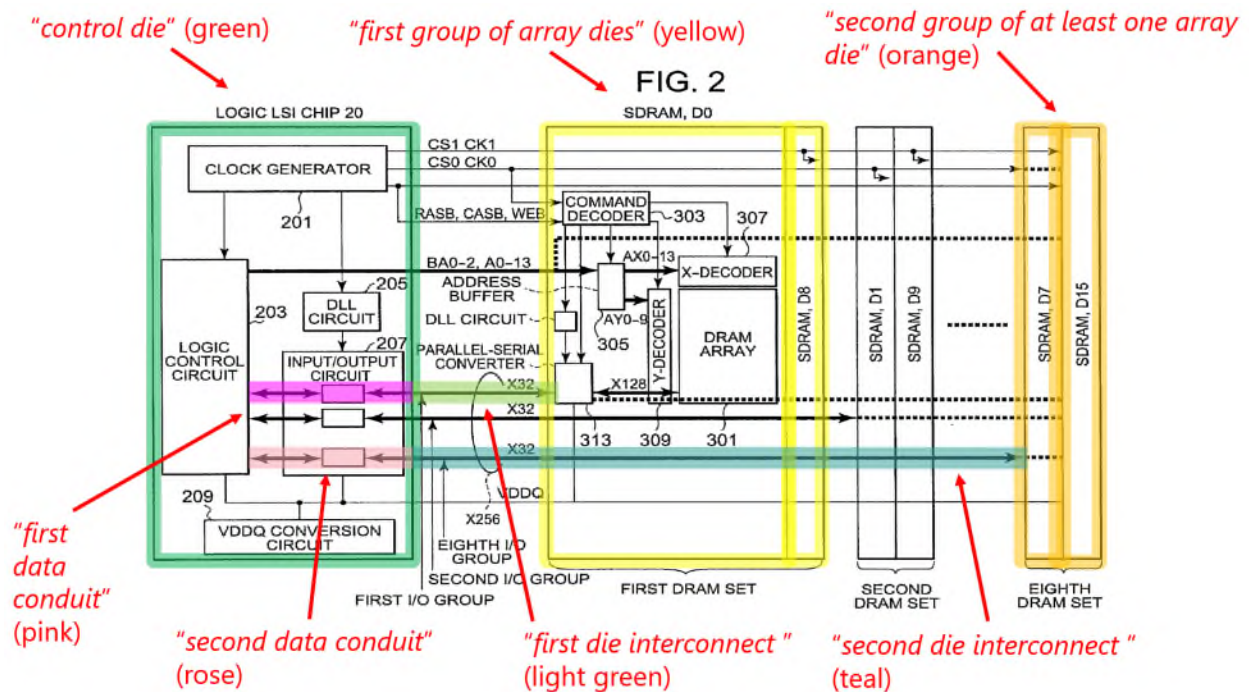 "control die" (green)
"first group of array dies" (yellow)
"second group of at least one array
die" (orange)
FIG. 2
LOGIC LSI CHIP 20
SDRAM, D0
CS1 CK1
CS0 CK0
CLOCK GENERATOR
201
RASB, CASB, WEB
COMMAND
DECODER
303
307
BA0-2, A0-13
AX0-13
X-DECODER
ADDRESS
BUFFER
205
DLL
CIRCUIT
203
AY0-9
DLL CIRCUIT
305
Y-DECODER
DRAM
ARRAY
SDRAM, D8
SDRAM, D1
SDRAM, D9
SDRAM, D7
SDRAM, D15
LOGIC
CONTROL
CIRCUIT
207
INPUT/OUTPUT
CIRCUIT
PARALLEL-SERIAL
CONVERTER
X32
X128
X32
313
309
301
X32
VDDQ
209
VDDQ CONVERSION
CIRCUIT
X256
EIGHTH I/O
GROUP
SECOND I/O GROUP
FIRST I/O GROUP
FIRST DRAM SET
SECOND
DRAM SET
EIGHTH
DRAM SET
"first
data
conduit"
(pink)
"second data conduit"
(rose)
"first die interconnect "
(light green)
"second die interconnect "
(teal)